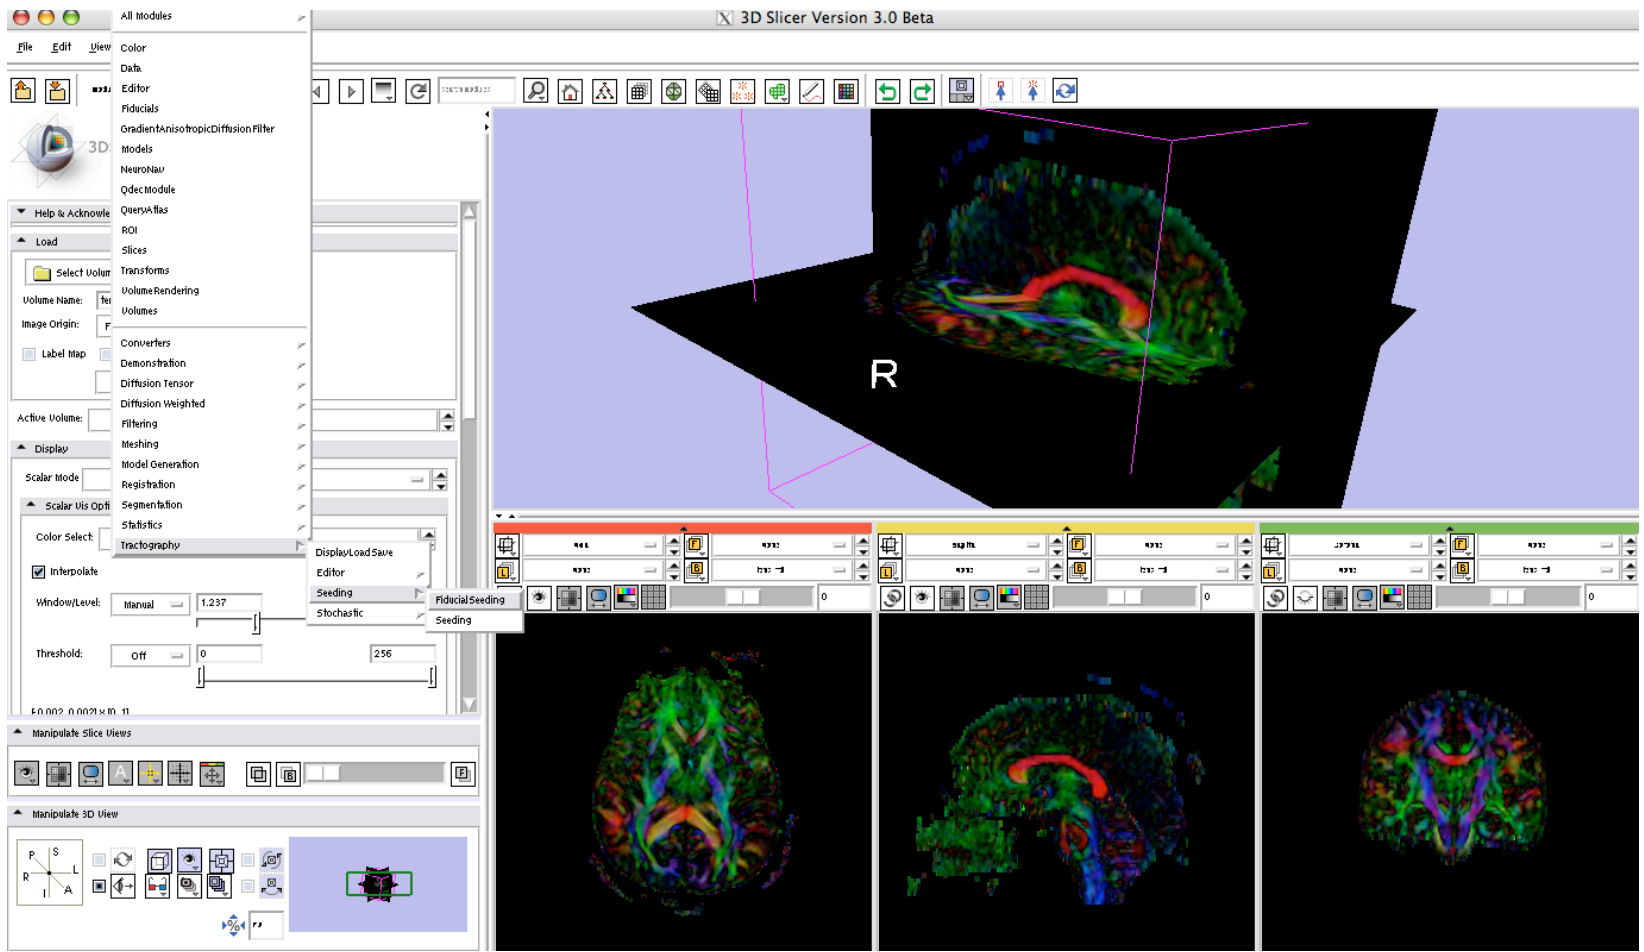 3D Slicer Version 3.0 Beta
File Edit View
All Modules
Color
Data
Editor
Fiducials
GradientAnisotropicDiffusionFilter
Models
NeuroNav
QdecModule
QueryAtlas
ROI
Slices
Transforms
VolumeRendering
Volumes
Converters
Demonstration
Diffusion Tensor
Diffusion Weighted
Filtering
Meshing
Model Generation
Registration
Segmentation
Statistics
Tractography
DisplayLoadSave
Editor
Seeding
Stochastic
FiducialSeeding
Seeding
3DS
Help & Acknowle
Load
Select Volum
Volume Name: ten
Image Origin: F
Label Map
Active Volume:
Display
Scalar Mode
Scalar Vis Opti
Color Select:
Interpolate
Window/Level: Manual 1.237
Threshold: Off 0 256
Manipulate Slice Views
A B F
Manipulate 3D View
P S
R L
I A
%
R
F F F
L B L B L B
0 0 0